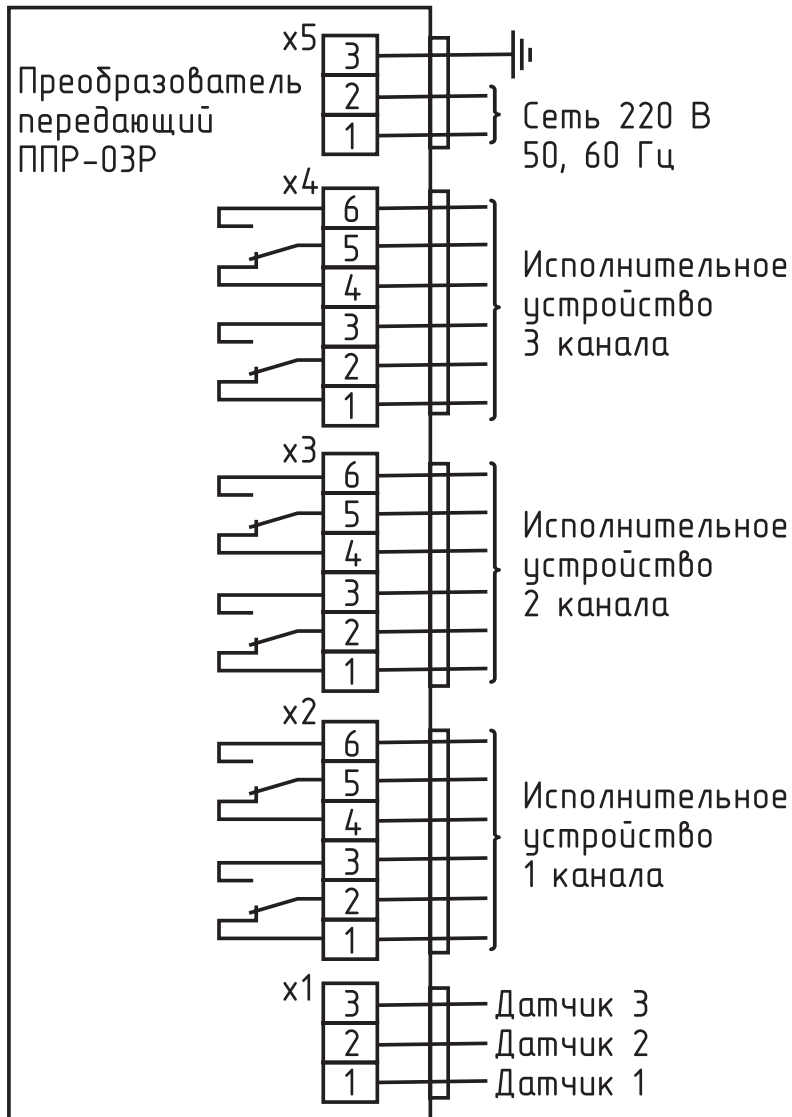 Преобразователь
передающий
ППР-03Р
x5
3
2
1
Сеть 220 В
50, 60 Гц
x4
6
5
4
3
2
1
Исполнительное
устройство
3 канала
x3
6
5
4
3
2
1
Исполнительное
устройство
2 канала
x2
6
5
4
3
2
1
Исполнительное
устройство
1 канала
x1
3
2
1
Датчик 3
Датчик 2
Датчик 1